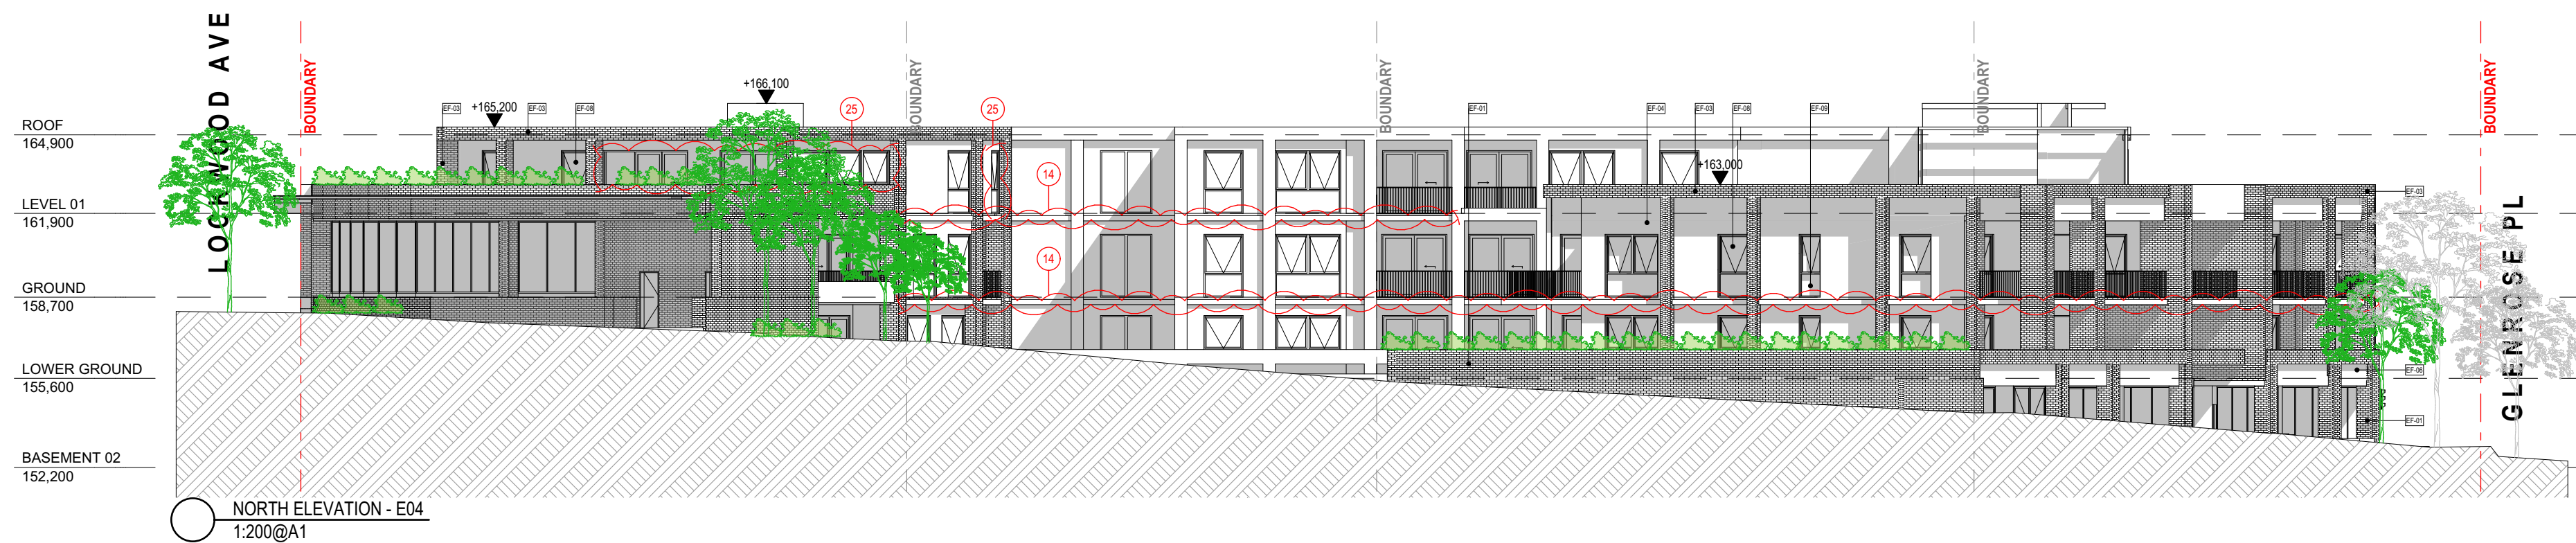 LOCKWOOD AVE
BOUNDARY
BOUNDARY
BOUNDARY
BOUNDARY
BOUNDARY
GLENROSE PL
+166,100
EF-03
+165,200
EF-03
EF-08
25
25
EF-01
EF-04
EF-03
EF-08
EF-09
ROOF
164,900
+163,000
14
EF-03
LEVEL 01
161,900
14
GROUND
158,700
LOWER GROUND
155,600
EF-06
EF-01
BASEMENT 02
152,200
NORTH ELEVATION - E04
1:200@A1